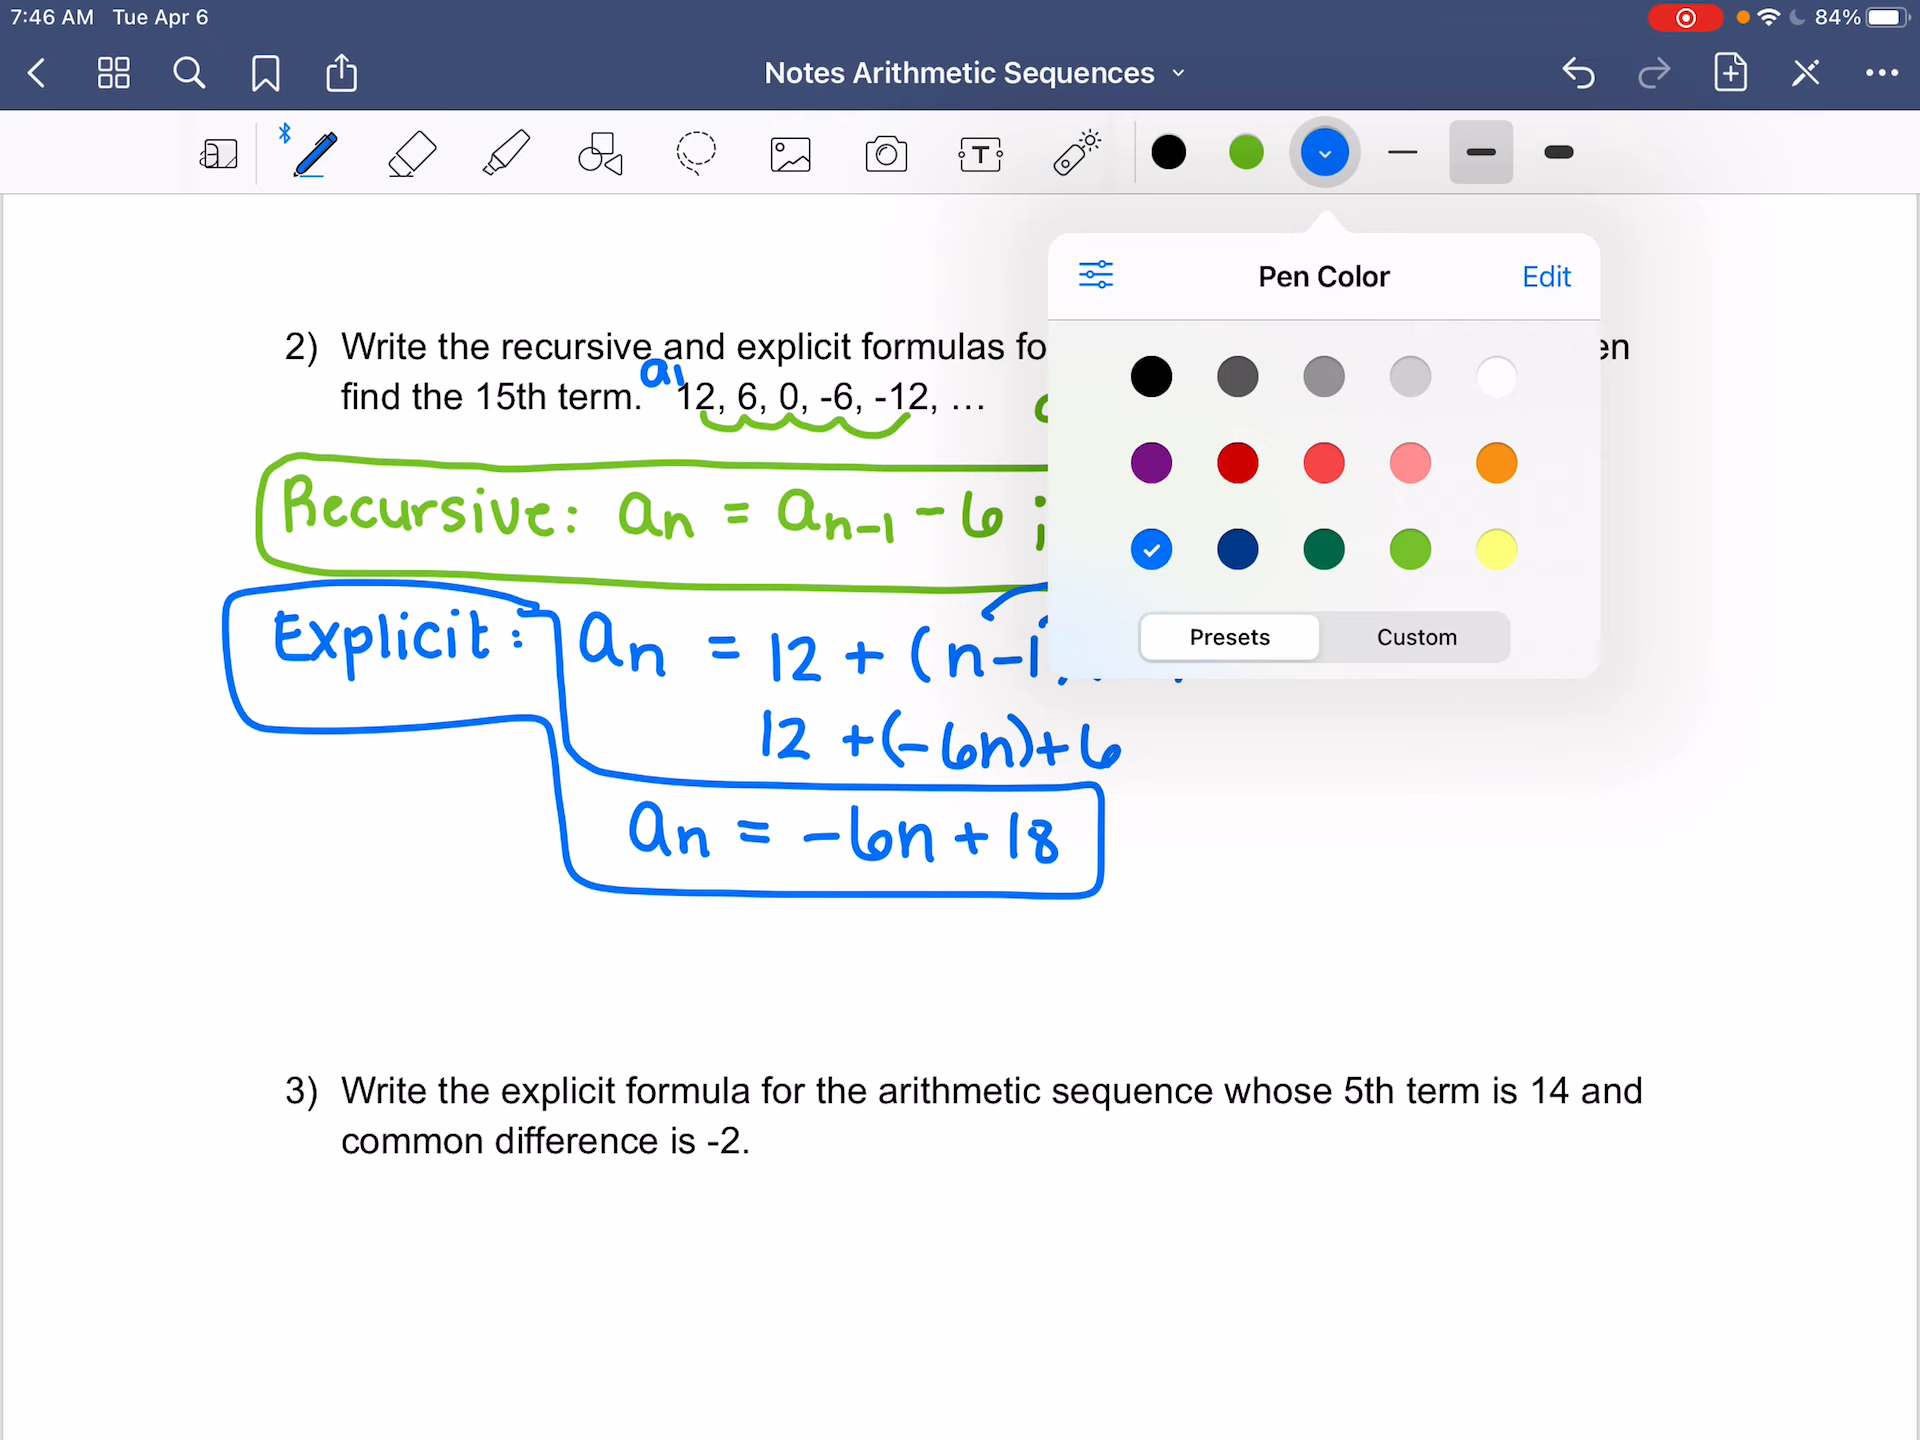 7:46 AM Tue Apr 6 84%
Notes Arithmetic Sequences
Pen Color
Edit
Presets
Custom
2) Write the recursive and explicit formulas fo en
a1
find the 15th term. 12, 6, 0, -6, -12, …
Recursive: an = an-1 - 6 ;
Explicit: an = 12 + (n-1
12 +(-6n)+6
an = -6n + 18
3) Write the explicit formula for the arithmetic sequence whose 5th term is 14 and
common difference is -2.